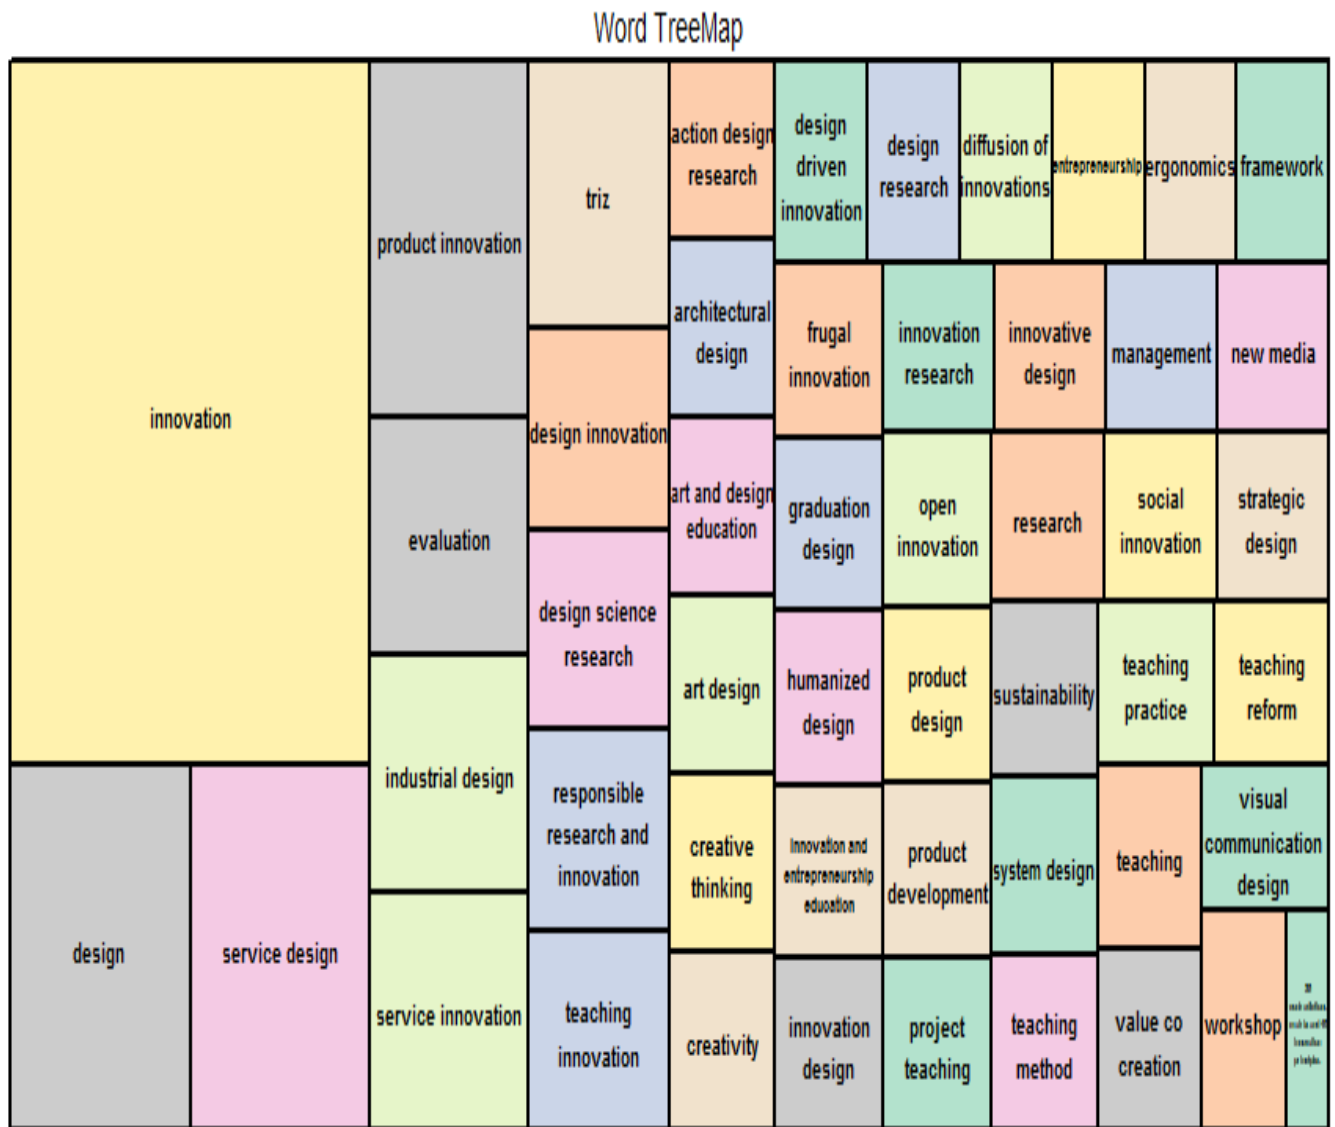 Word TreeMap
innovation
design
service design
product innovation
evaluation
industrial design
service innovation
triz
design innovation
design science
research
responsible
research and
innovation
teaching
innovation
action design
research
architectural
design
art and design
education
art design
creative
thinking
creativity
design
driven
innovation
design
research
diffusion of
innovations
entrepreneurship
ergonomics
framework
frugal
innovation
innovation
research
innovative
design
management
new media
graduation
design
open
innovation
research
social
innovation
strategic
design
humanized
design
product
design
sustainability
teaching
practice
teaching
reform
innovation and
entrepreneurship
education
product
development
system design
teaching
visual
communication
design
innovation
design
project
teaching
teaching
method
value co
creation
workshop